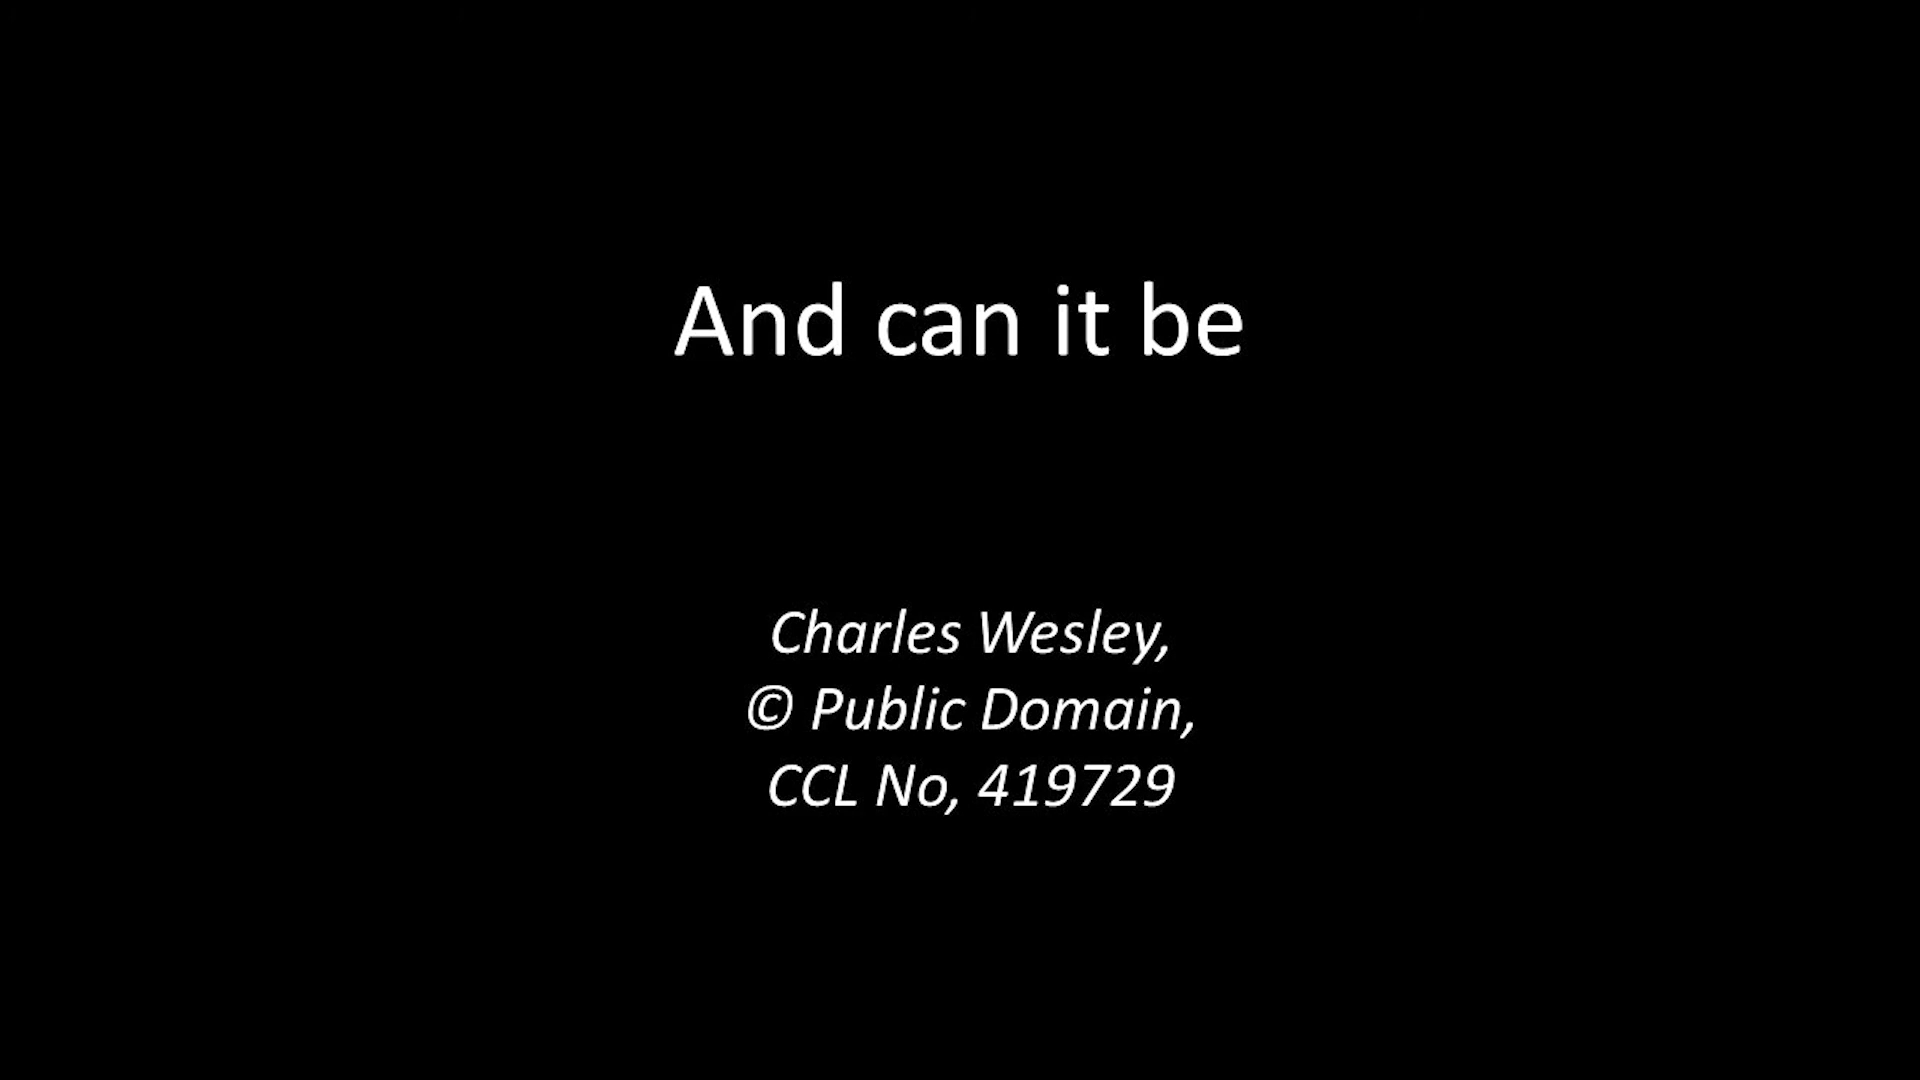 And can it be
Charles Wesley,
© Public Domain,
CCL No, 419729